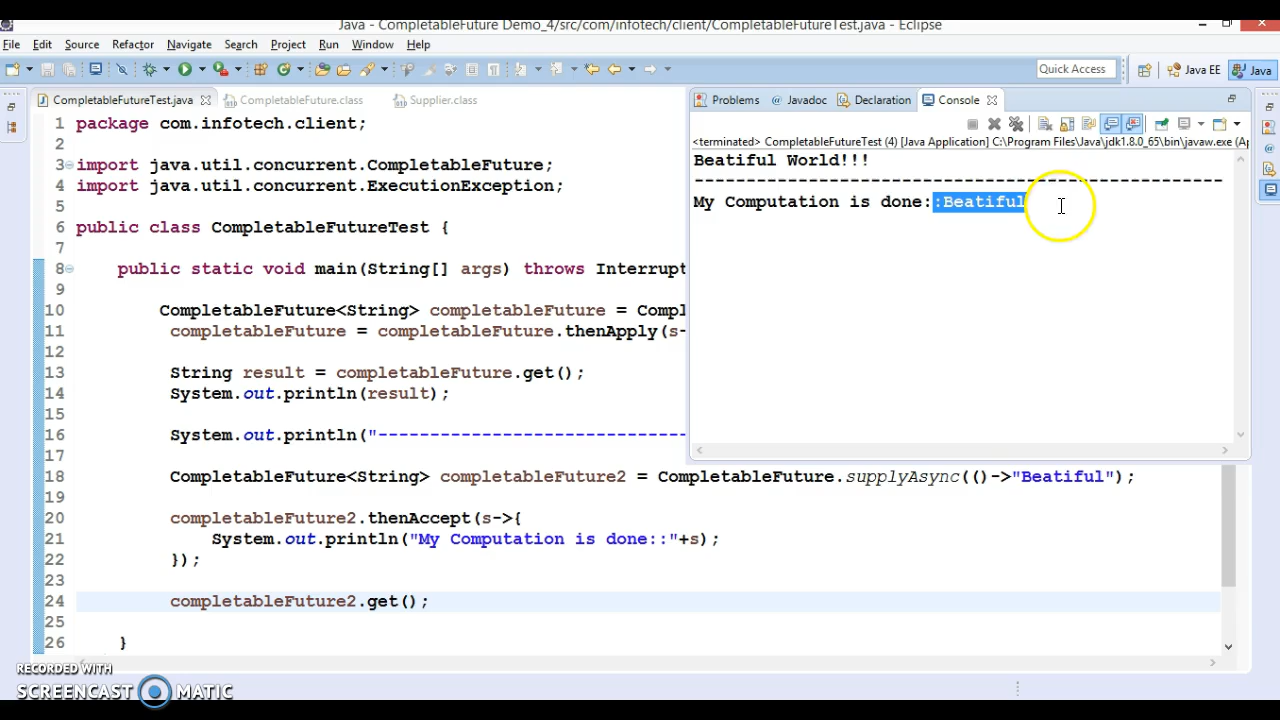 Java - CompletableFuture Demo_4/src/com/infotech/client/CompletableFutureTest.java - Eclipse
File Edit Source Refactor Navigate Search Project Run Window Help
Quick Access Java EE Java
CompletableFutureTest.java CompletableFuture.class Supplier.class
Problems @ Javadoc Declaration Console
<terminated> CompletableFutureTest (4) [Java Application] C:\Program Files\Java\jdk1.8.0_65\bin\javaw.exe (A
Beatiful World!!!
---------------------------------------------------
My Computation is done::Beatiful
1 package com.infotech.client;
2
3 import java.util.concurrent.CompletableFuture;
4 import java.util.concurrent.ExecutionException;
5
6 public class CompletableFutureTest {
7
8 public static void main(String[] args) throws Interrupt
9
10 CompletableFuture<String> completableFuture = Compl
11 completableFuture = completableFuture.thenApply(s-
12
13 String result = completableFuture.get();
14 System.out.println(result);
15
16 System.out.println("------------------------------
17
18 CompletableFuture<String> completableFuture2 = CompletableFuture.supplyAsync(()->"Beatiful");
19
20 completableFuture2.thenAccept(s->{
21 System.out.println("My Computation is done::"+s);
22 });
23
24 completableFuture2.get();
25
26 }
RECORDED WITH
SCREENCAST MATIC